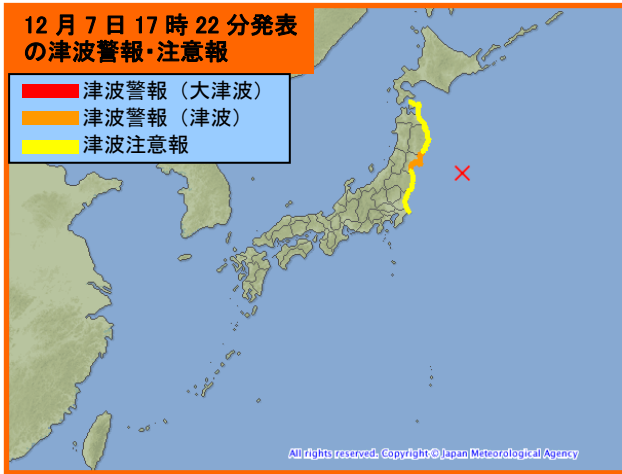 12 月 7 日 17 時 22 分発表
の津波警報・注意報
津波警報（大津波）
津波警報（津波）
津波注意報
All rights reserved. Copyright © Japan Meteorological Agency